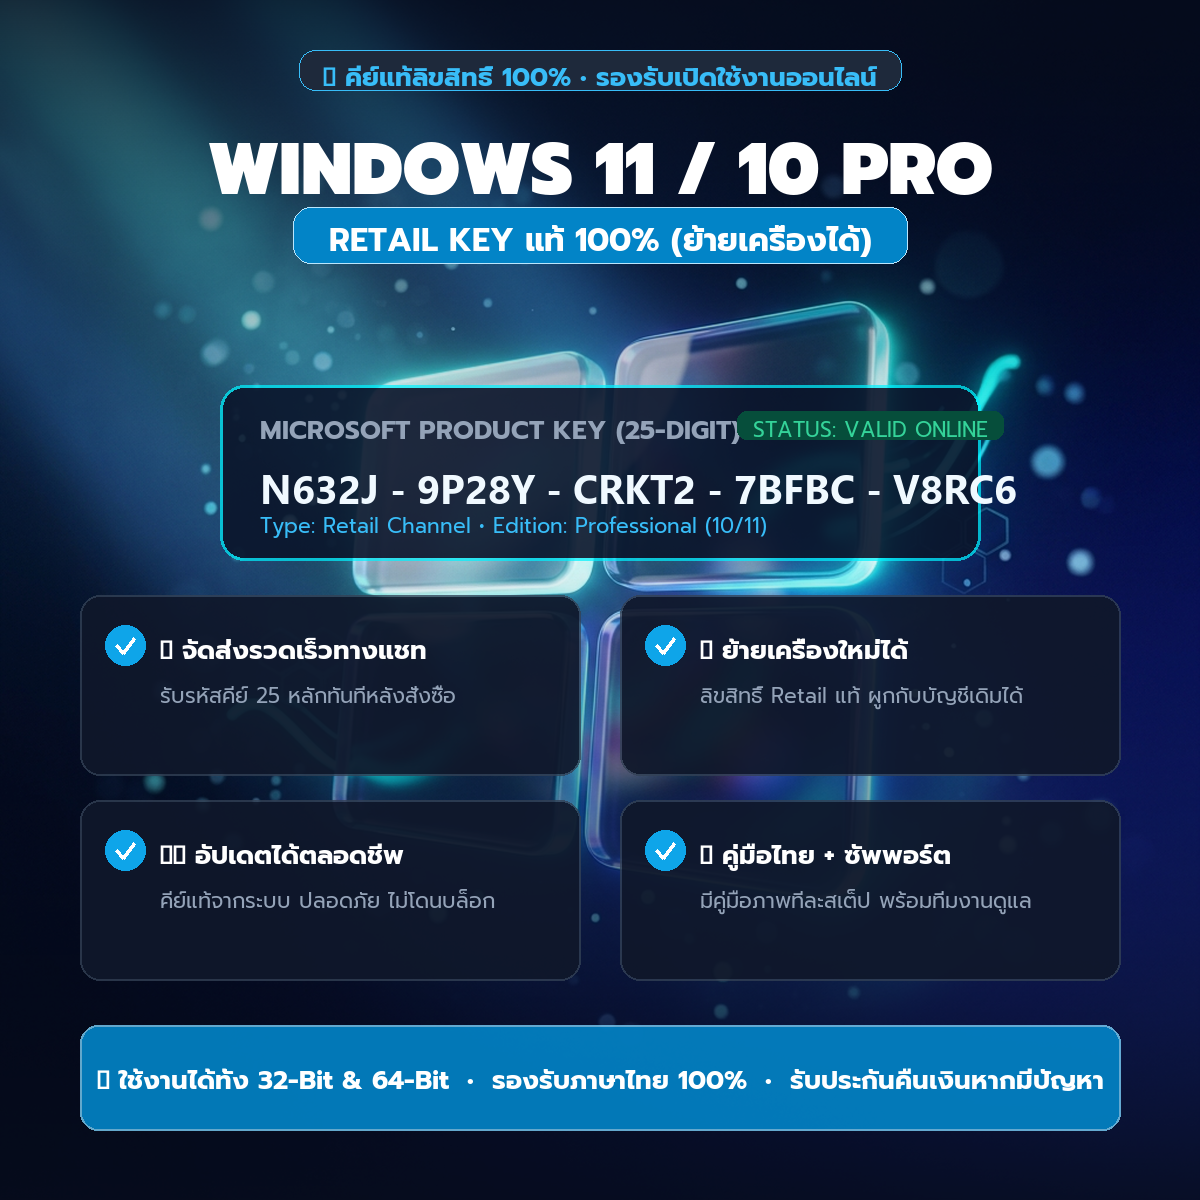 คีย์แท้ลิขสิทธิ์ 100% · รองรับเปิดใช้งานออนไลน์
WINDOWS 11 / 10 PRO
RETAIL KEY แท้ 100% (ย้ายเครื่องได้)
MICROSOFT PRODUCT KEY (25-DIGIT)
STATUS: VALID ONLINE
N632J - 9P28Y - CRKT2 - 7BFBC - V8RC6
Type: Retail Channel · Edition: Professional (10/11)
จัดส่งรวดเร็วทางแชท
รับรหัสคีย์ 25 หลักทันทีหลังสั่งซื้อ
ย้ายเครื่องใหม่ได้
ลิขสิทธิ์ Retail แท้ ผูกกับบัญชีเดิมได้
อัปเดตได้ตลอดชีพ
คีย์แท้จากระบบ ปลอดภัย ไม่โดนบล็อก
คู่มือไทย + ซัพพอร์ต
มีคู่มือภาพทีละสเต็ป พร้อมทีมงานดูแล
ใช้งานได้ทั้ง 32-Bit & 64-Bit · รองรับภาษาไทย 100% · รับประกันคืนเงินหากมีปัญหา